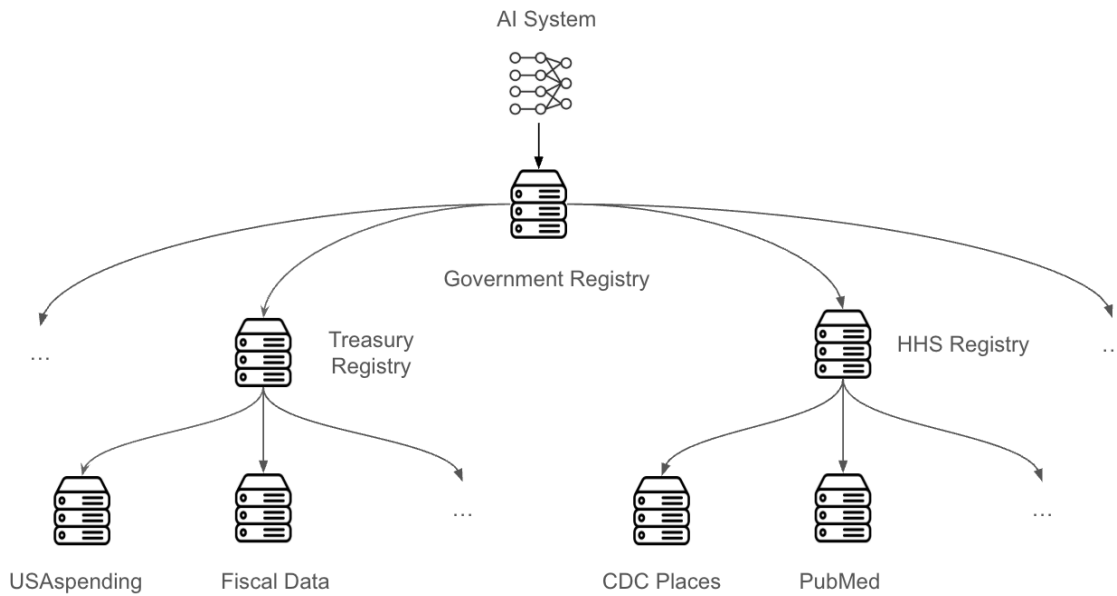 AI System
Government Registry
...
Treasury
Registry
HHS Registry
..
...
...
USAspending
Fiscal Data
CDC Places
PubMed